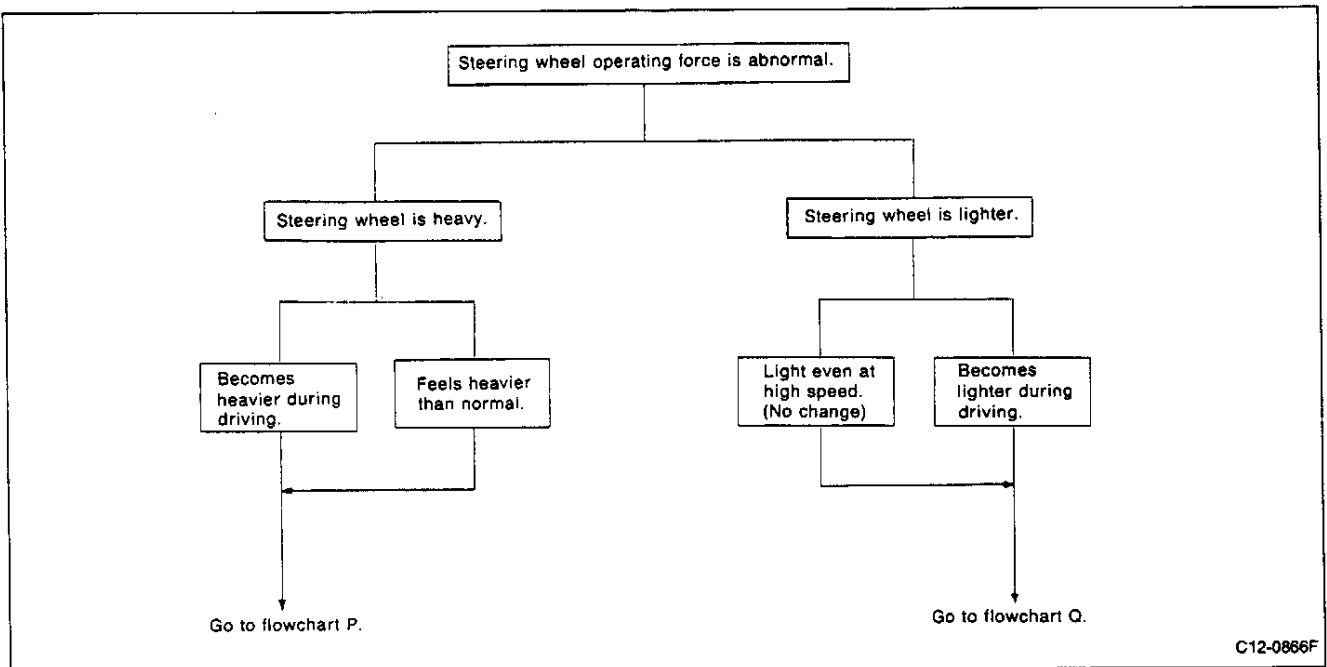 Steering wheel operating force is abnormal.
Steering wheel is heavy.
Steering wheel is lighter.
Becomes
heavier during
driving.
Feels heavier
than normal.
Light even at
high speed.
(No change)
Becomes
lighter during
driving.
Go to flowchart P.
Go to flowchart Q.
C12-0866F